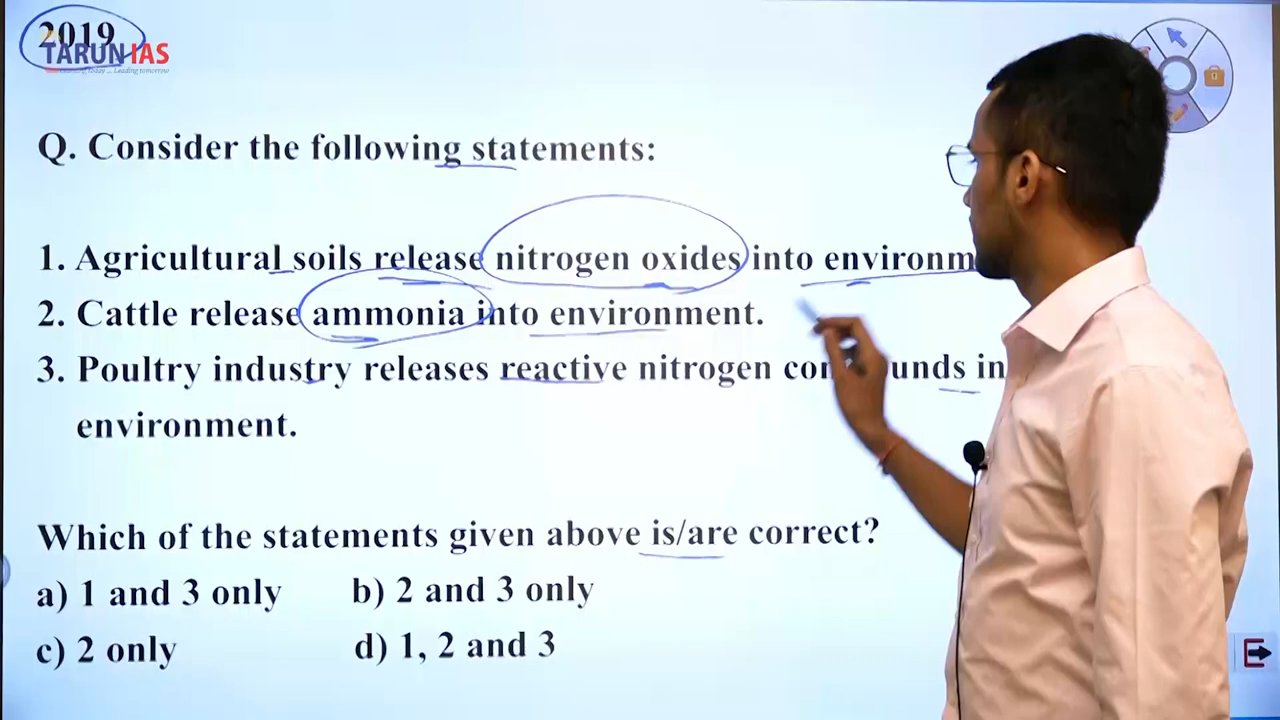 2019
TARUN IAS
Q. Consider the following statements:
1. Agricultural soils release nitrogen oxides into environm
2. Cattle release ammonia into environment.
3. Poultry industry releases reactive nitrogen unds in
environment.
Which of the statements given above is/are correct?
a) 1 and 3 only b) 2 and 3 only
c) 2 only d) 1, 2 and 3